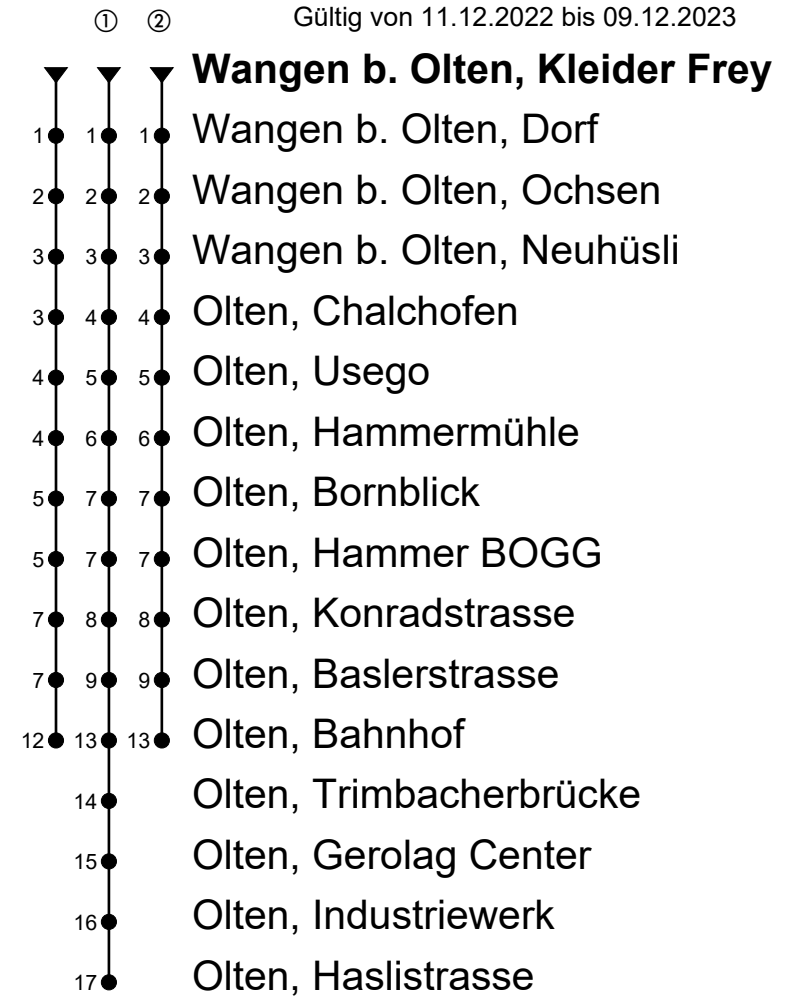 ① ② Gültig von 11.12.2022 bis 09.12.2023
Wangen b. Olten, Kleider Frey
1 1 1 Wangen b. Olten, Dorf
2 2 2 Wangen b. Olten, Ochsen
3 3 3 Wangen b. Olten, Neuhüsli
3 4 4 Olten, Chalchofen
4 5 5 Olten, Usego
4 6 6 Olten, Hammermühle
5 7 7 Olten, Bornblick
5 7 7 Olten, Hammer BOGG
7 8 8 Olten, Konradstrasse
7 9 9 Olten, Baslerstrasse
12 13 13 Olten, Bahnhof
14 Olten, Trimbacherbrücke
15 Olten, Gerolag Center
16 Olten, Industriewerk
17 Olten, Haslistrasse